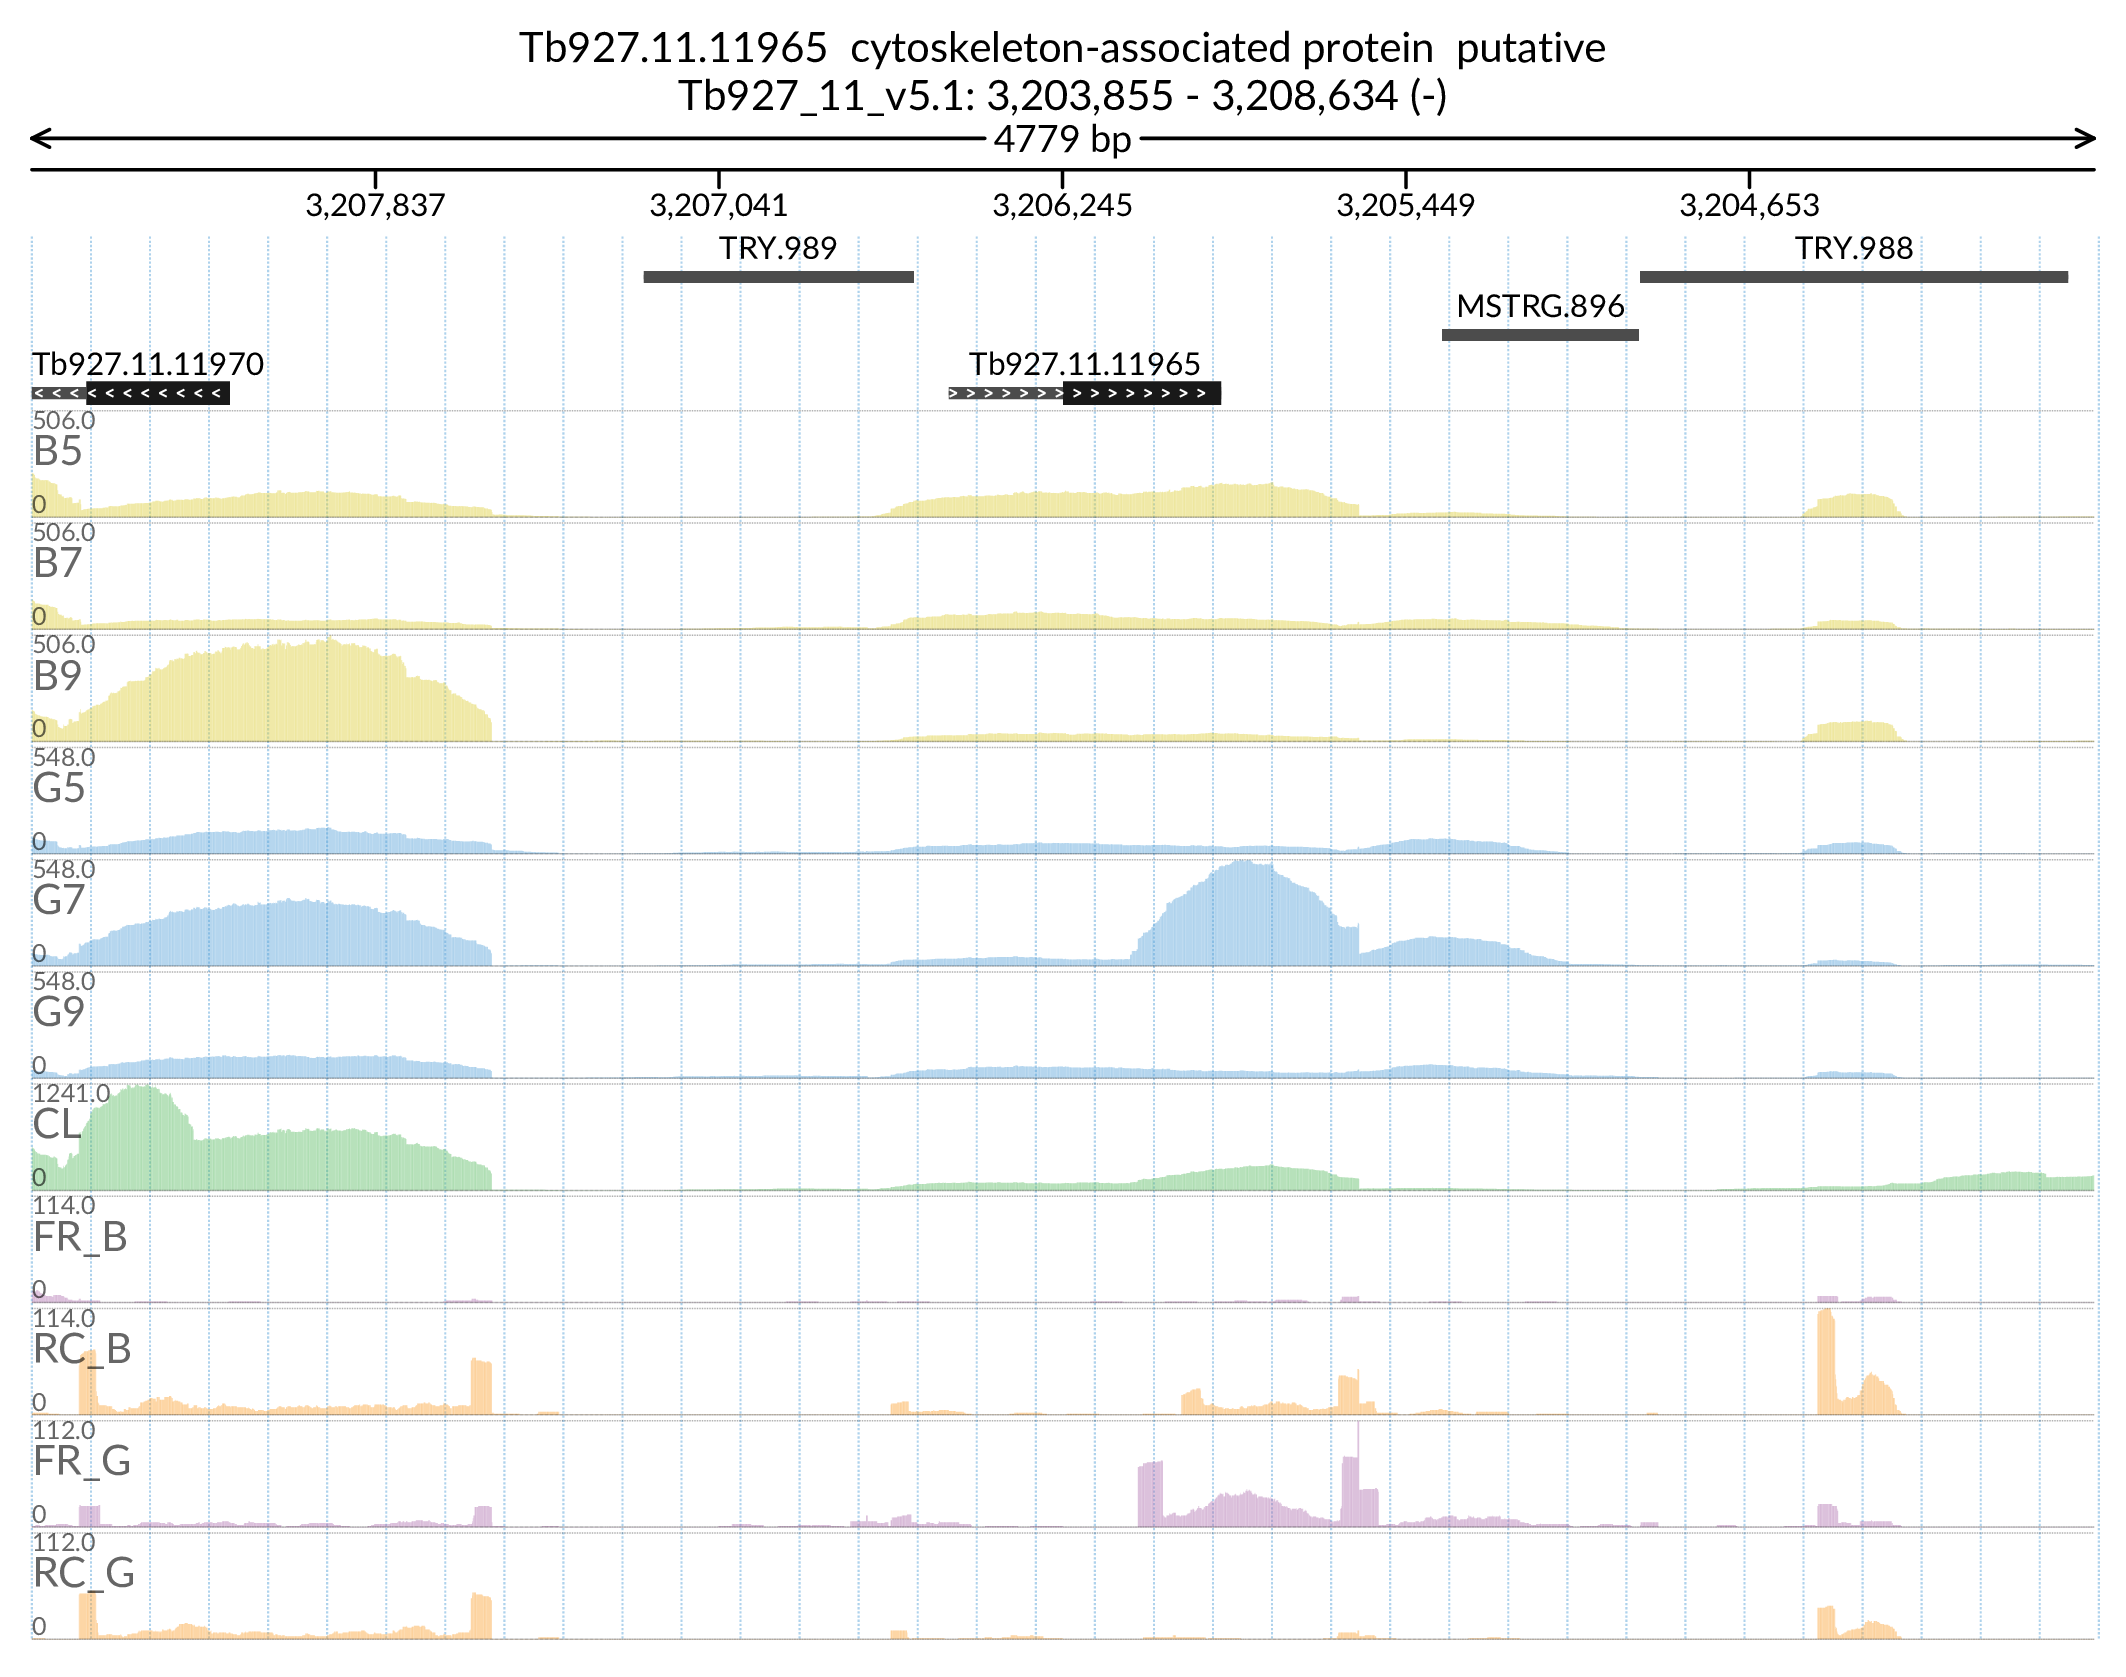 Tb927.11.11965  cytoskeleton-associated protein  putative
Tb927_11_v5.1: 3,203,855 - 3,208,634 (-)
4779 bp
3,207,837 3,207,041 3,206,245 3,205,449 3,204,653
TRY.989 TRY.988
MSTRG.896
Tb927.11.11970 Tb927.11.11965
506.0
B5
0
506.0
B7
0
506.0
B9
0
548.0
G5
0
548.0
G7
0
548.0
G9
0
1241.0
CL
0
114.0
FR_B
0
114.0
RC_B
0
112.0
FR_G
0
112.0
RC_G
0